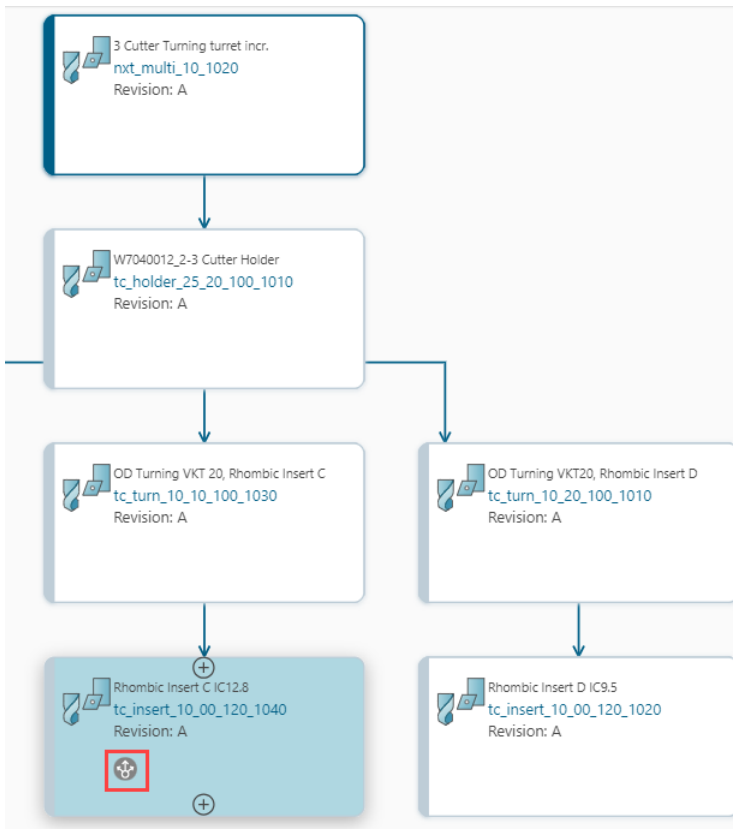 3 Cutter Turning turret incr.
nxt_multi_10_1020
Revision: A
W7040012_2-3 Cutter Holder
tc_holder_25_20_100_1010
Revision: A
OD Turning VKT 20, Rhombic Insert C
tc_turn_10_10_100_1030
Revision: A
OD Turning VKT20, Rhombic Insert D
tc_turn_10_20_100_1010
Revision: A
Rhombic Insert C IC12.8
tc_insert_10_00_120_1040
Revision: A
Rhombic Insert D IC9.5
tc_insert_10_00_120_1020
Revision: A